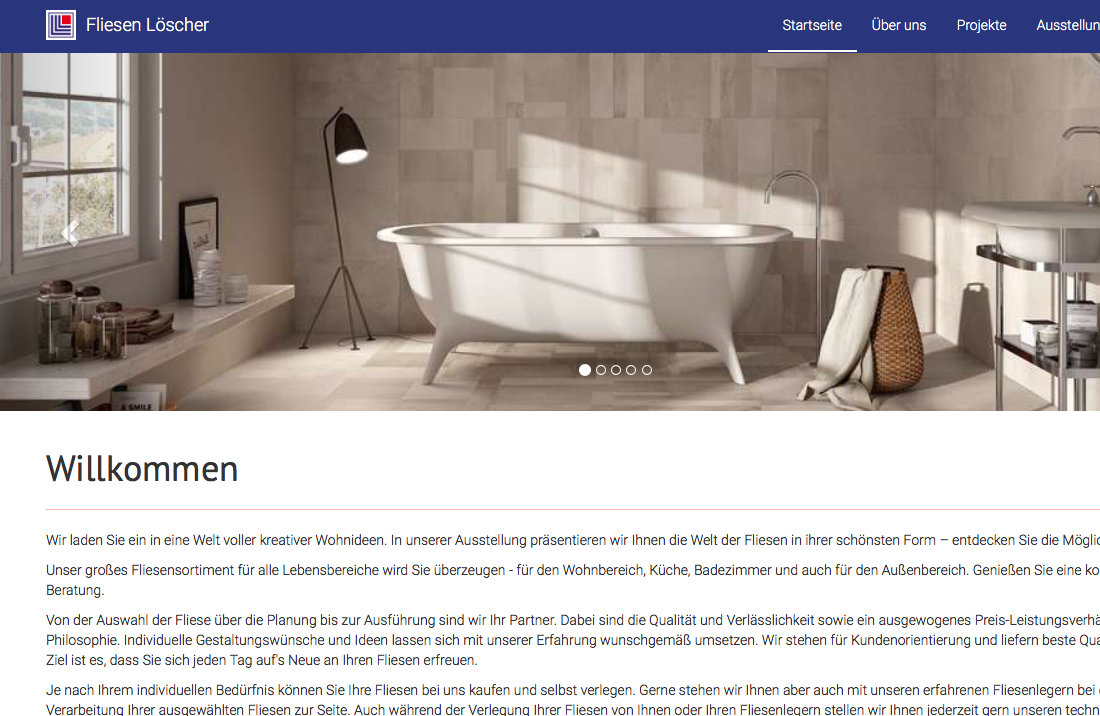 Fliesen Löscher
Startseite Über uns Projekte
Wir laden Sie ein in eine Welt voller kreativer Wohnideen. In unserer Ausstellung präsentieren wir Ihnen die Welt der Fliesen in ihrer schönsten Form – entdecken Sie die
Willkommen
Unser großes Fliesensortiment für alle Lebensbereiche wird Sie überzeugen - für den Wohnbereich, Küche, Badezimmer und auch für den Außenbereich. Genießen Sie eine
Beratung.
Von der Auswahl der Fliese über die Planung bis zur Ausführung sind wir Ihr Partner. Dabei sind die Qualität und Verlässlichkeit sowie ein ausgewogenes
Philosophie. Individuelle Gestaltungswünsche und Ideen lassen sich mit unserer Erfahrung wunschgemäß umsetzen. Wir stehen für Kundenorientierung und liefern beste
Ziel ist es, dass Sie sich jeden Tag auf's Neue an Ihren Fliesen erfreuen.
Je nach Ihrem individuellen Bedürfnis können Sie Ihre Fliesen bei uns kaufen und selbst verlegen. Gerne stehen wir Ihnen aber auch mit unseren erfahrenen Fliesenlegern bei
Verarbeitung Ihrer ausgewählten Fliesen zur Seite. Auch während der Verlegung Ihrer Fliesen von Ihnen oder Ihren Fliesenlegern stellen wir Ihnen jederzeit gern unseren